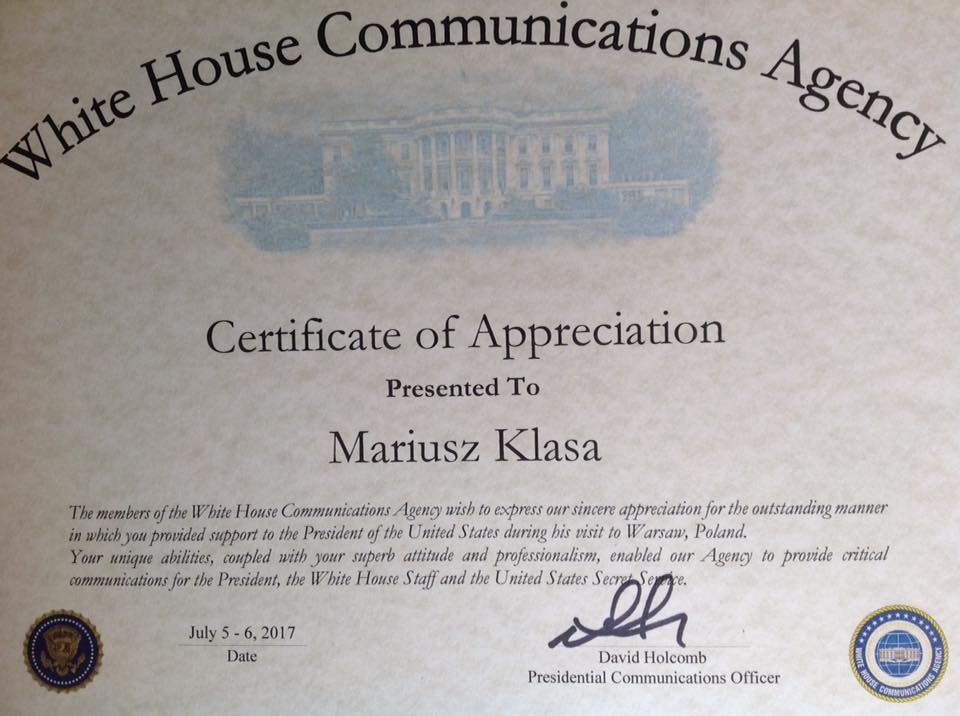 White House Communications Agency
Certificate of Appreciation
Presented To
Mariusz Klasa
The members of the White House Communications Agency wish to express our sincere appreciation for the outstanding manner
in which you provided support to the President of the United States during his visit to Warsaw, Poland.
Your unique abilities, coupled with your superb attitude and professionalism, enabled our Agency to provide critical
communications for the President, the White House Staff and the United States Secret Service.
July 5 - 6, 2017
Date
David Holcomb
Presidential Communications Officer
WHITE HOUSE COMMUNICATIONS AGENCY